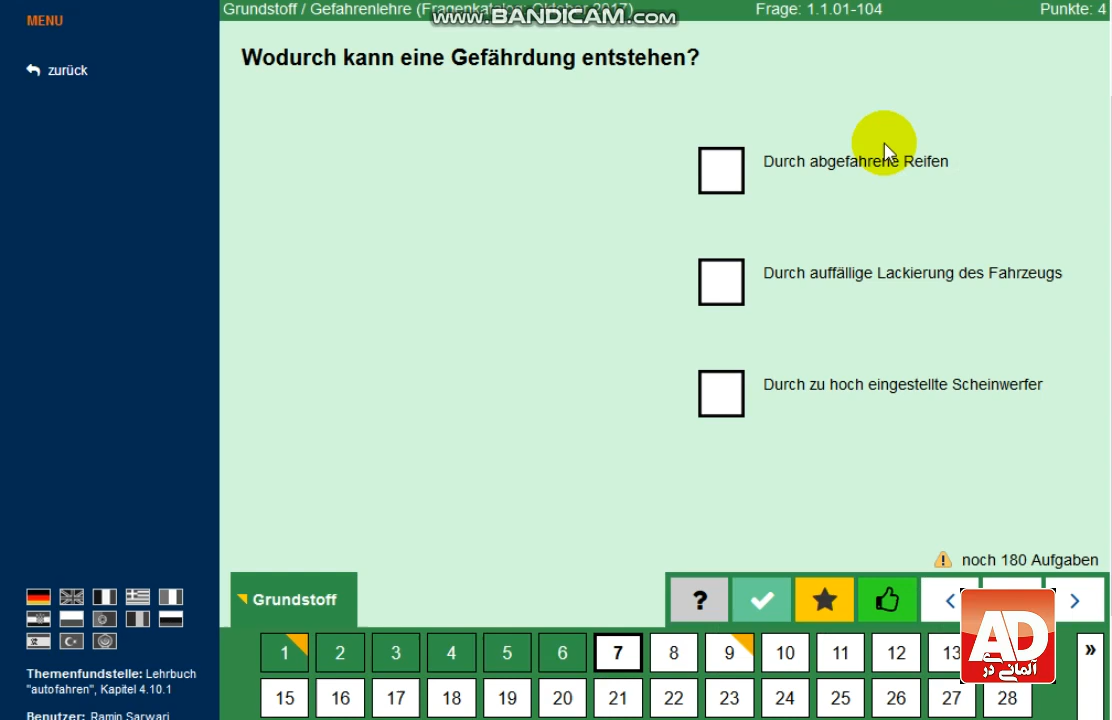 MENU
Grundstoff / Gefahrenlehre (Fragenkatalog: Oktober 2017)
Frage: 1.1.01-104
Punkte: 4
www.BANDICAM.com
zurück
Wodurch kann eine Gefährdung entstehen?
Durch abgefahrene Reifen
Durch auffällige Lackierung des Fahrzeugs
Durch zu hoch eingestellte Scheinwerfer
noch 180 Aufgaben
Grundstoff
?
< >
1 2 3 4 5 6 7 8 9 10 11 12 13 »
15 16 17 18 19 20 21 22 23 24 25 26 27 28
AD
آلمانی در
Themenfundstelle: Lehrbuch
"autofahren", Kapitel 4.10.1
Benutzer: Ramin Sarwari